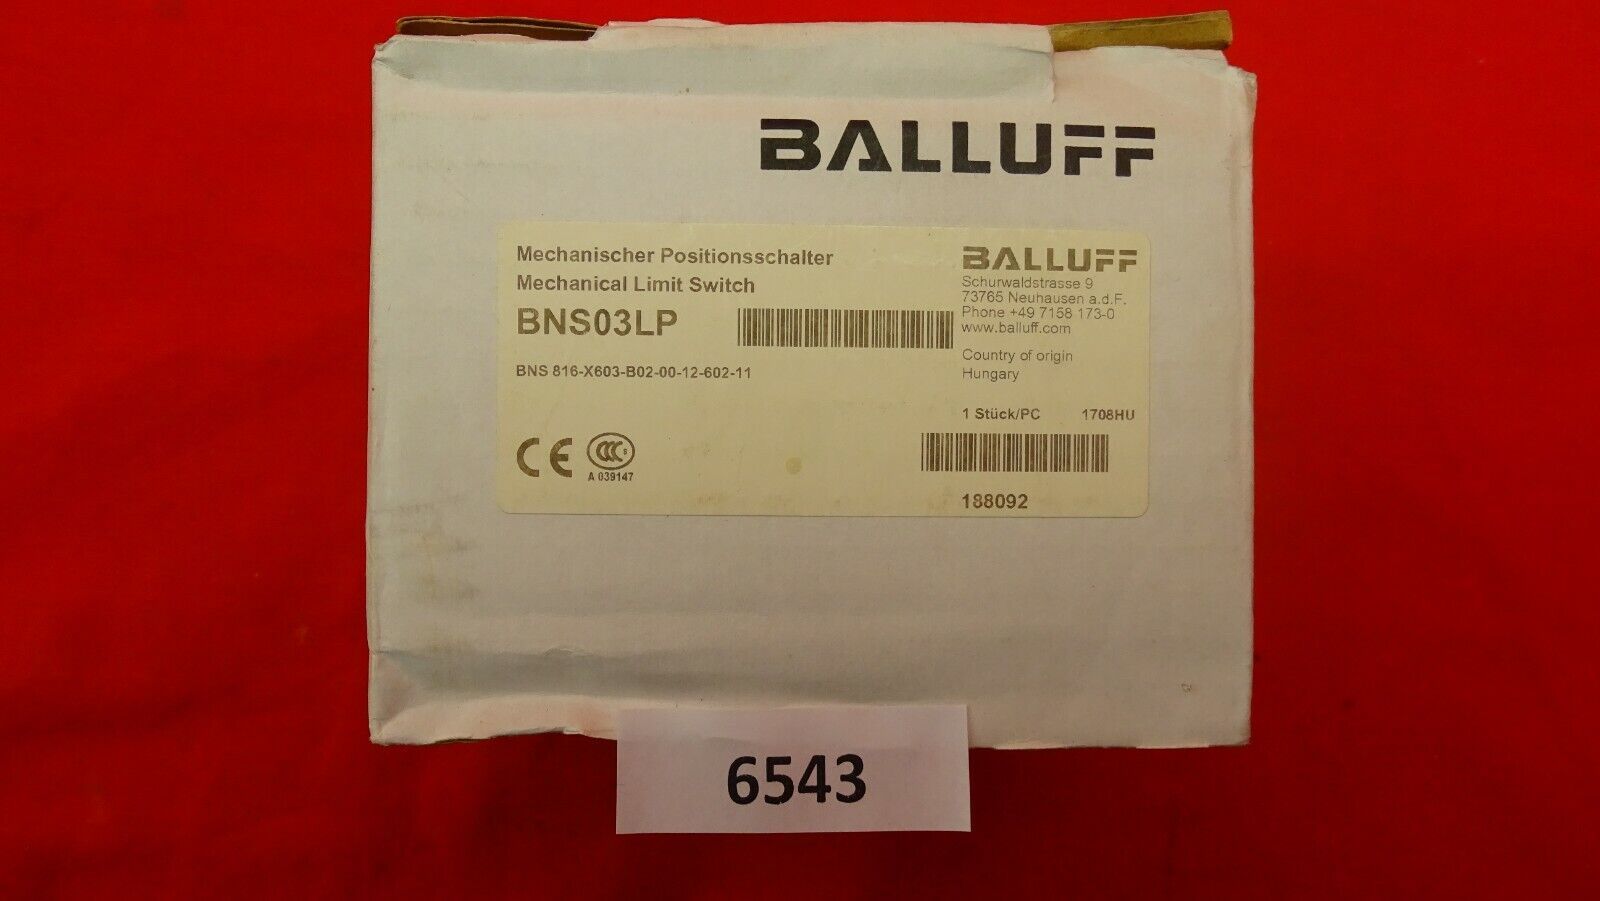 BALLUFF
Mechanischer Positionsschalter
Mechanical Limit Switch
BNS03LP
BNS 816-X603-B02-00-12-602-11
CE
CCC S
A 039147
BALLUFF
Schurwaldstrasse 9
73765 Neuhausen a.d.F.
Phone +49 7158 173-0
www.balluff.com
Country of origin
Hungary
1 Stück/PC 1708HU
188092
6543